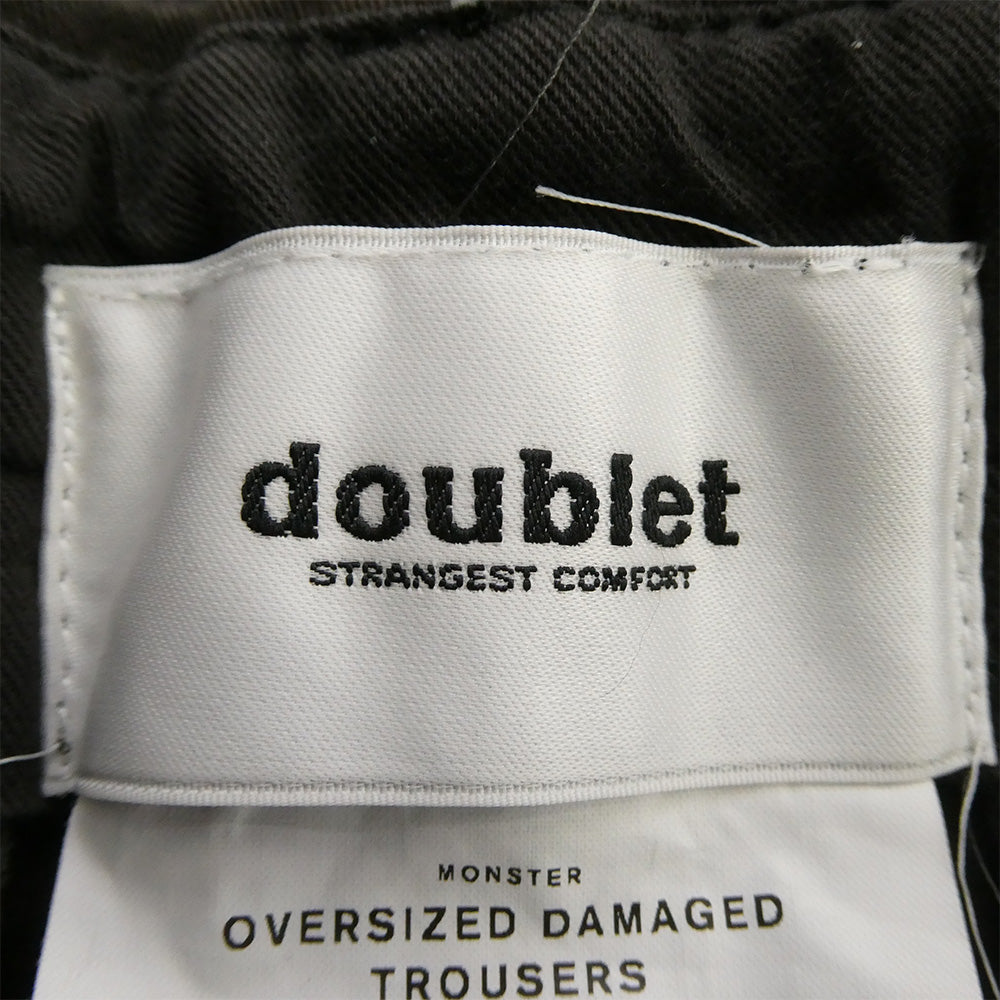 doublet
STRANGEST COMFORT
MONSTER
OVERSIZED DAMAGED
TROUSERS